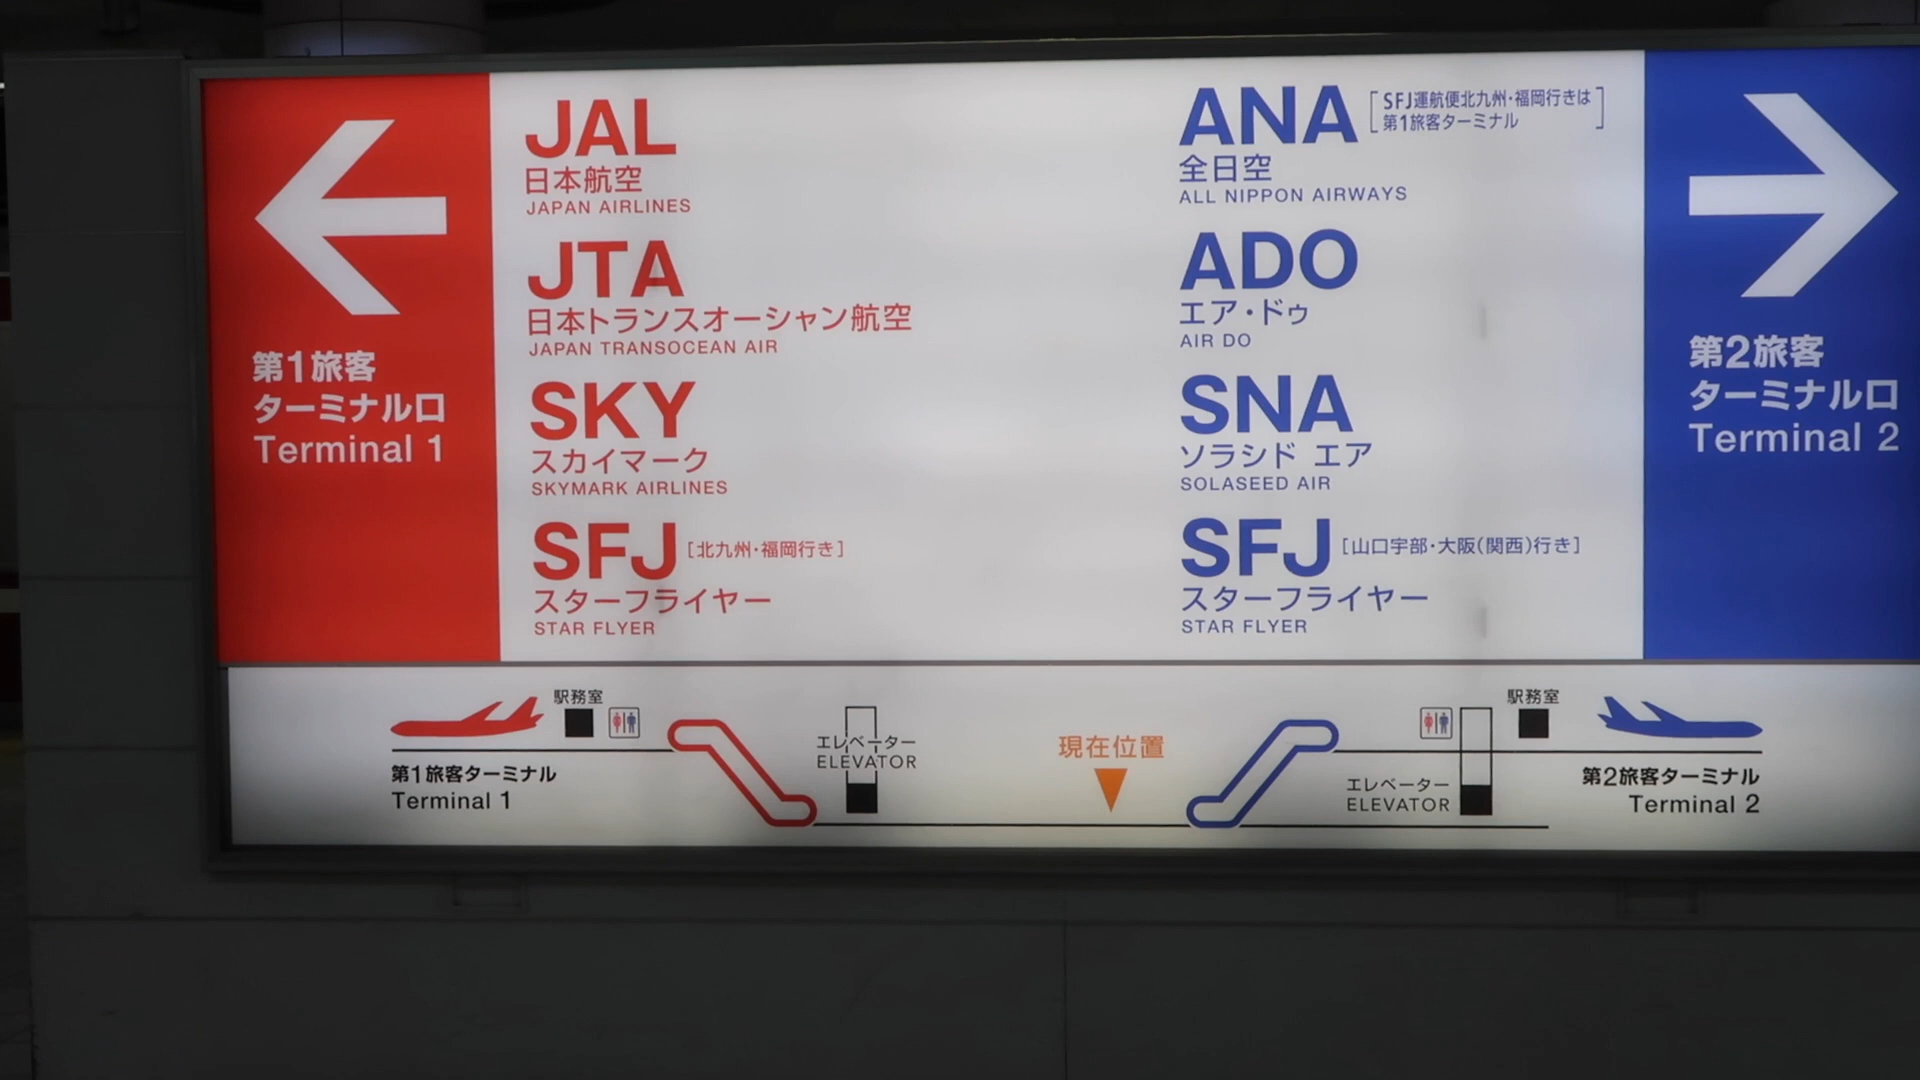 第1旅客
ターミナル口
Terminal 1
JAL
日本航空
JAPAN AIRLINES
JTA
日本トランスオーシャン航空
JAPAN TRANSOCEAN AIR
SKY
スカイマーク
SKYMARK AIRLINES
SFJ [北九州・福岡行き]
スターフライヤー
STAR FLYER
ANA [SFJ運航便北九州・福岡行きは
第1旅客ターミナル]
全日空
ALL NIPPON AIRWAYS
ADO
エア・ドゥ
AIR DO
SNA
ソラシド エア
SOLASEED AIR
SFJ [山口宇部・大阪(関西)行き]
スターフライヤー
STAR FLYER
第2旅客
ターミナル口
Terminal 2
駅務室
第1旅客ターミナル
Terminal 1
エレベーター
ELEVATOR
現在位置
エレベーター
ELEVATOR
駅務室
第2旅客ターミナル
Terminal 2